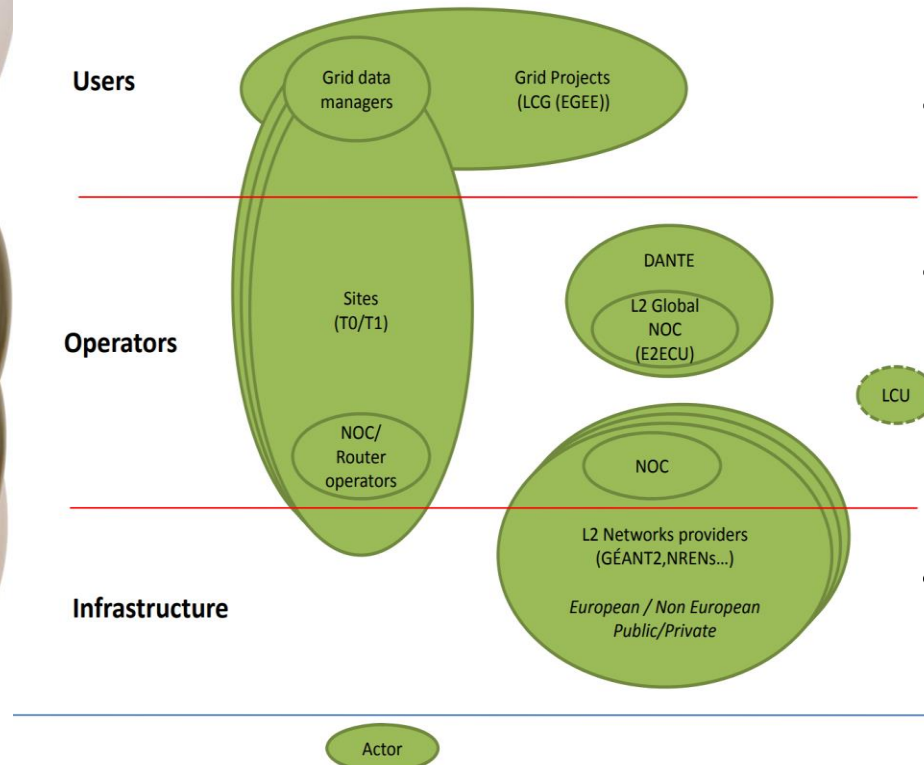 Users
Grid data
managers
Grid Projects
(LCG (EGEE))
Operators
Sites
(T0/T1)
NOC/
Router
operators
DANTE
L2 Global
NOC
(E2ECU)
LCU
NOC
Infrastructure
L2 Networks providers
(GÉANT2,NRENs...)
European / Non European
Public/Private
Actor